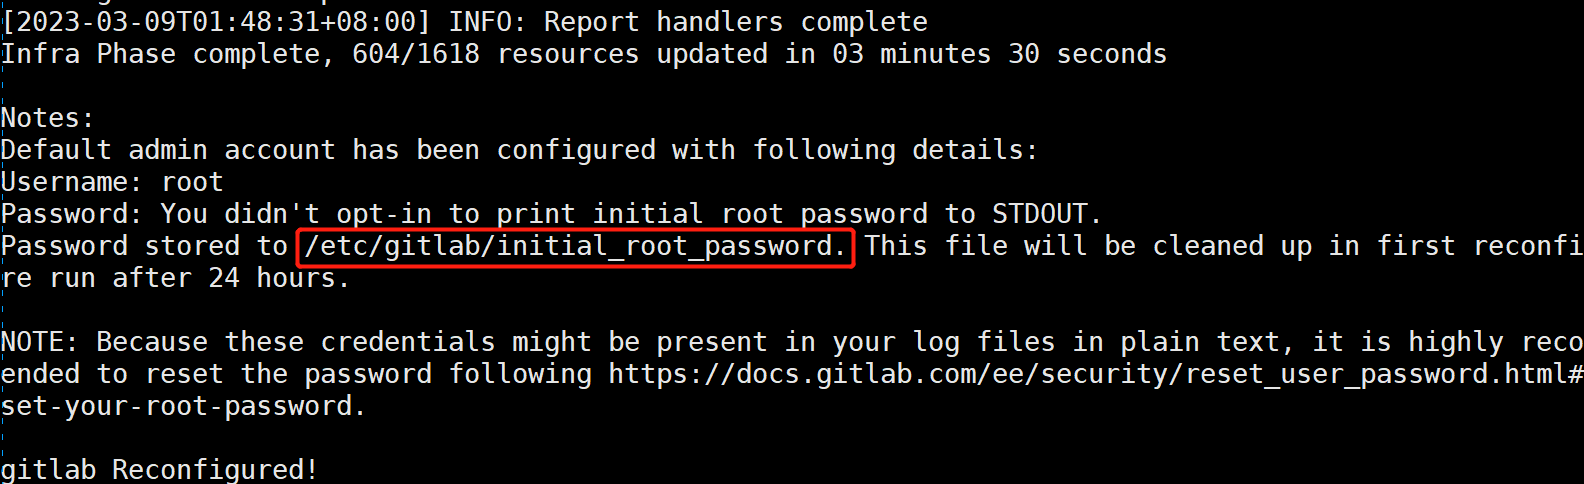 [2023-03-09T01:48:31+08:00] INFO: Report handlers complete
Infra Phase complete, 604/1618 resources updated in 03 minutes 30 seconds
Notes:
Default admin account has been configured with following details:
Username: root
Password: You didn't opt-in to print initial root password to STDOUT.
Password stored to /etc/gitlab/initial_root_password. This file will be cleaned up in first reconfi
re run after 24 hours.
NOTE: Because these credentials might be present in your log files in plain text, it is highly reco
ended to reset the password following https://docs.gitlab.com/ee/security/reset_user_password.html#
set-your-root-password.
gitlab Reconfigured!